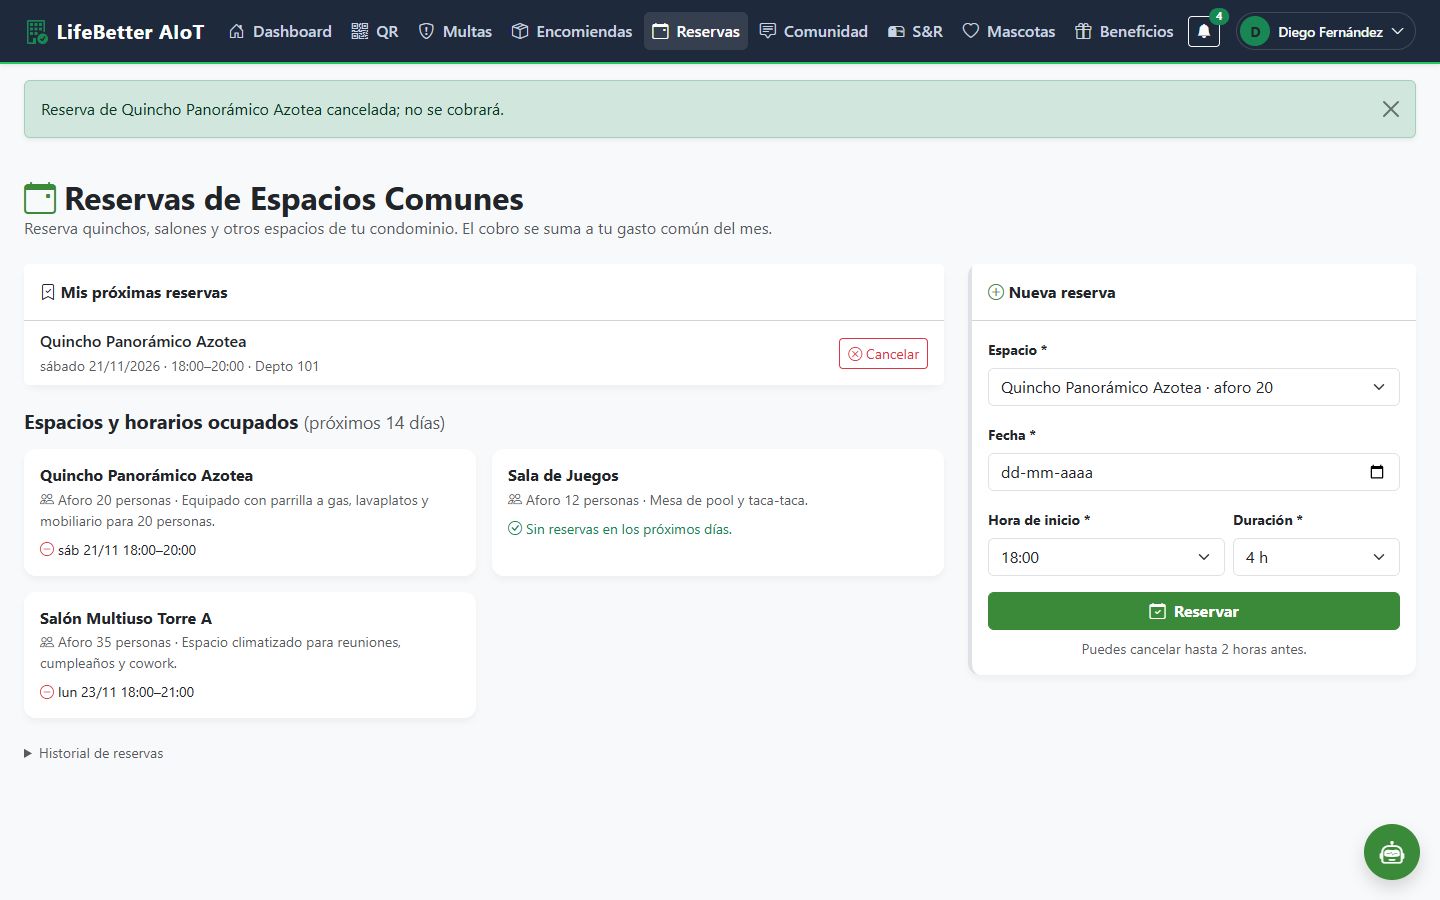 LifeBetter AIoT
Dashboard
QR
Multas
Encomiendas
Reservas
Comunidad
S&R
Mascotas
Beneficios
4
D
Diego Fernández
Reserva de Quincho Panorámico Azotea cancelada; no se cobrará.
Reservas de Espacios Comunes
Reserva quinchos, salones y otros espacios de tu condominio. El cobro se suma a tu gasto común del mes.
Mis próximas reservas
Quincho Panorámico Azotea
sábado 21/11/2026 · 18:00–20:00 · Depto 101
Cancelar
Espacios y horarios ocupados (próximos 14 días)
Quincho Panorámico Azotea
Aforo 20 personas · Equipado con parrilla a gas, lavaplatos y
mobiliario para 20 personas.
sáb 21/11 18:00–20:00
Sala de Juegos
Aforo 12 personas · Mesa de pool y taca-taca.
Sin reservas en los próximos días.
Salón Multiuso Torre A
Aforo 35 personas · Espacio climatizado para reuniones,
cumpleaños y cowork.
lun 23/11 18:00–21:00
Historial de reservas
Nueva reserva
Espacio *
Quincho Panorámico Azotea · aforo 20
Fecha *
dd-mm-aaaa
Hora de inicio *
Duración *
18:00
4 h
Reservar
Puedes cancelar hasta 2 horas antes.